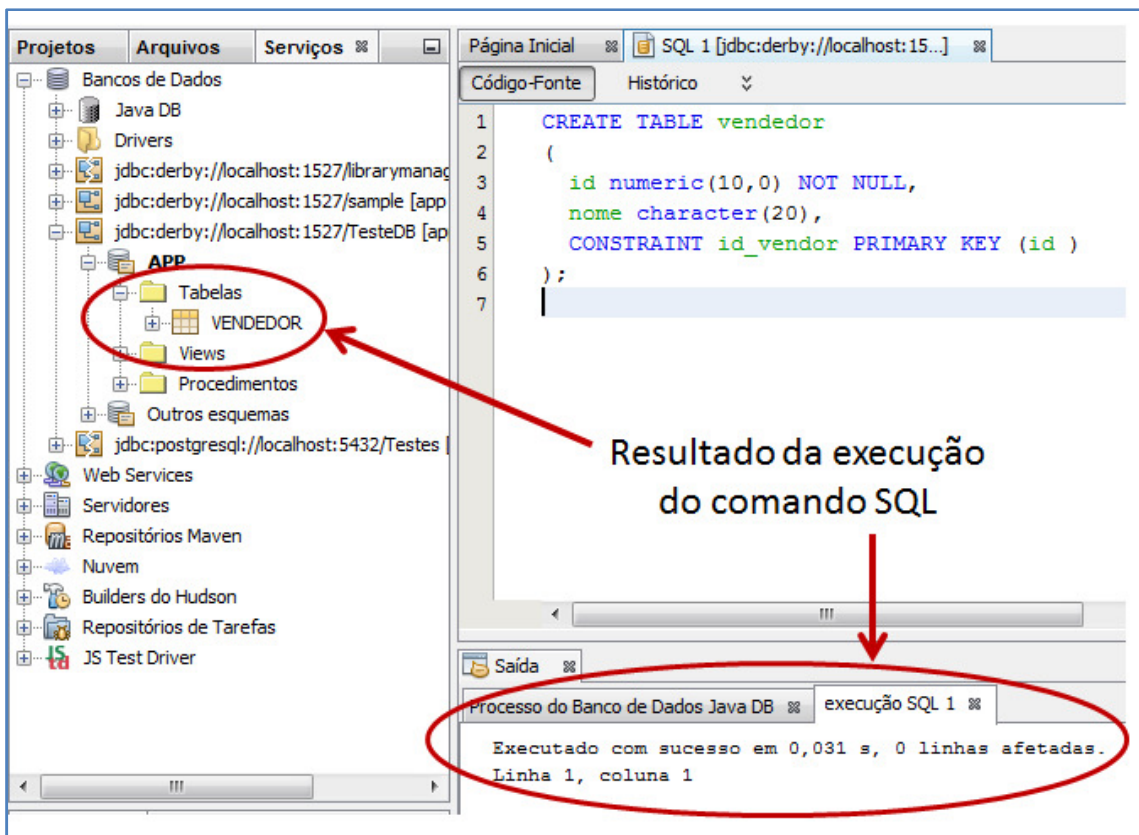 Projetos Arquivos Serviços
Bancos de Dados
Java DB
Drivers
jdbc:derby://localhost:1527/librarymanag
jdbc:derby://localhost:1527/sample [app
jdbc:derby://localhost:1527/TesteDB [ap
APP
Tabelas
VENDEDOR
Views
Procedimentos
Outros esquemas
jdbc:postgresql://localhost:5432/Testes [
Web Services
Servidores
Repositórios Maven
Nuvem
Builders do Hudson
Repositórios de Tarefas
JS Test Driver
Página Inicial SQL 1 [jdbc:derby://localhost:15...]
Código-Fonte Histórico
1 CREATE TABLE vendedor
2 (
3 id numeric(10,0) NOT NULL,
4 nome character(20),
5 CONSTRAINT id_vendor PRIMARY KEY (id )
6 );
7
Resultado da execução
do comando SQL
Saída
Processo do Banco de Dados Java DB execução SQL 1
Executado com sucesso em 0,031 s, 0 linhas afetadas.
Linha 1, coluna 1